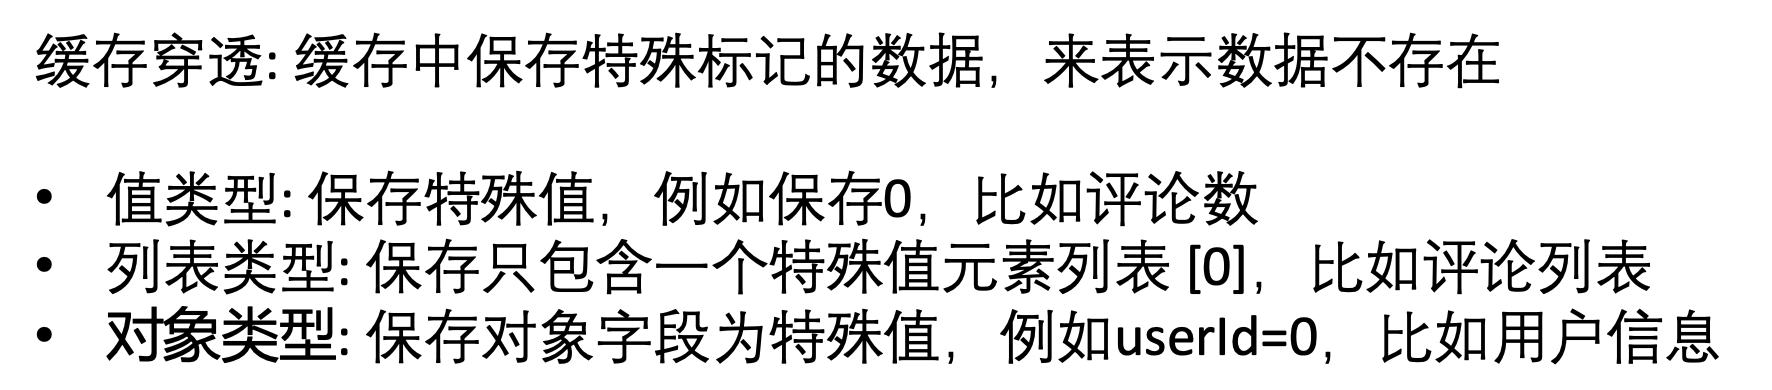 缓存穿透: 缓存中保存特殊标记的数据，来表示数据不存在
• 值类型: 保存特殊值，例如保存0，比如评论数
• 列表类型: 保存只包含一个特殊值元素列表 [0]，比如评论列表
• 对象类型: 保存对象字段为特殊值，例如userId=0，比如用户信息